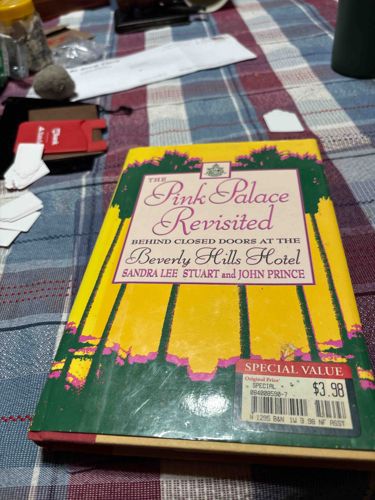 THE
Pink Palace
Revisited
BEHIND CLOSED DOORS AT THE
Beverly Hills Hotel
SANDRA LEE STUART and JOHN PRINCE
SPECIAL VALUE
Original Price
SPECIAL
$3.98